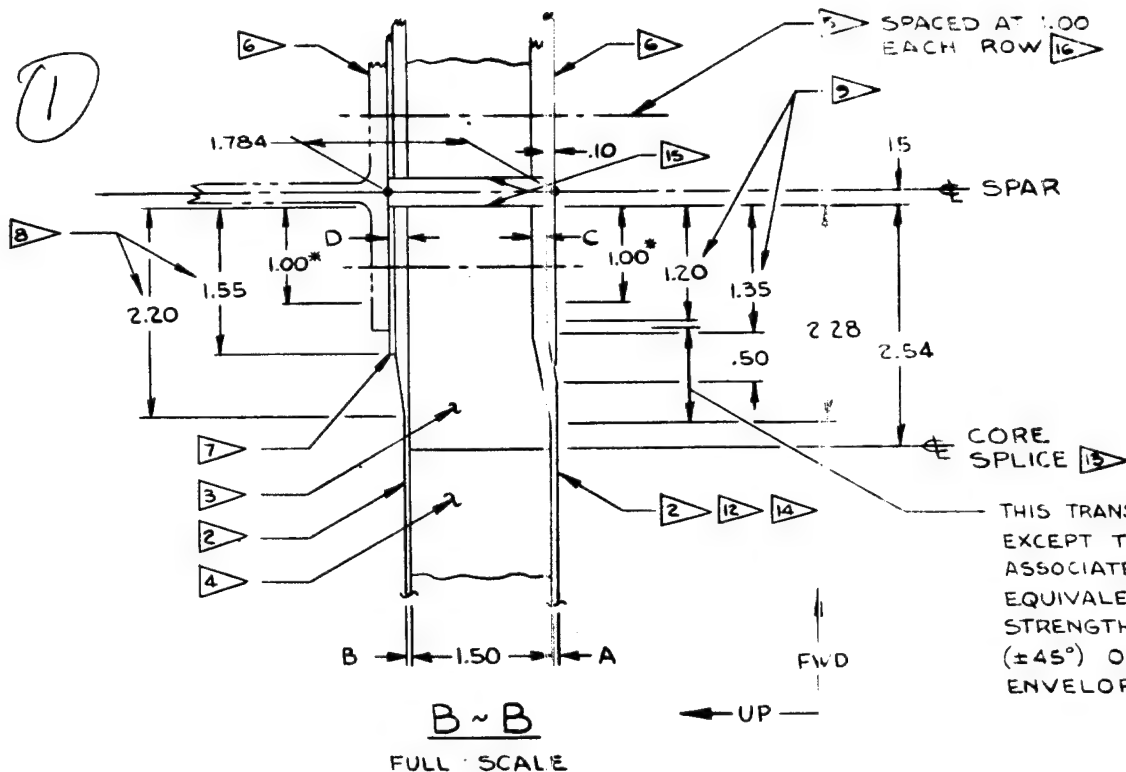 1
6
6
5 SPACED AT 1.00
EACH ROW 16
9
1.784
.10
15
15
℄ SPAR
8
D
C
1.00*
1.00*
1.20
1.35
1.55
2.20
2.28
2.54
.50
7
3
2
4
℄ CORE
SPLICE 13
2 12 14
THIS TRANS
EXCEPT T
ASSOCIATE
EQUIVALE
STRENGTH
(±45°) O
ENVELOP
B
1.50
A
FWD
UP
B ~ B
FULL SCALE